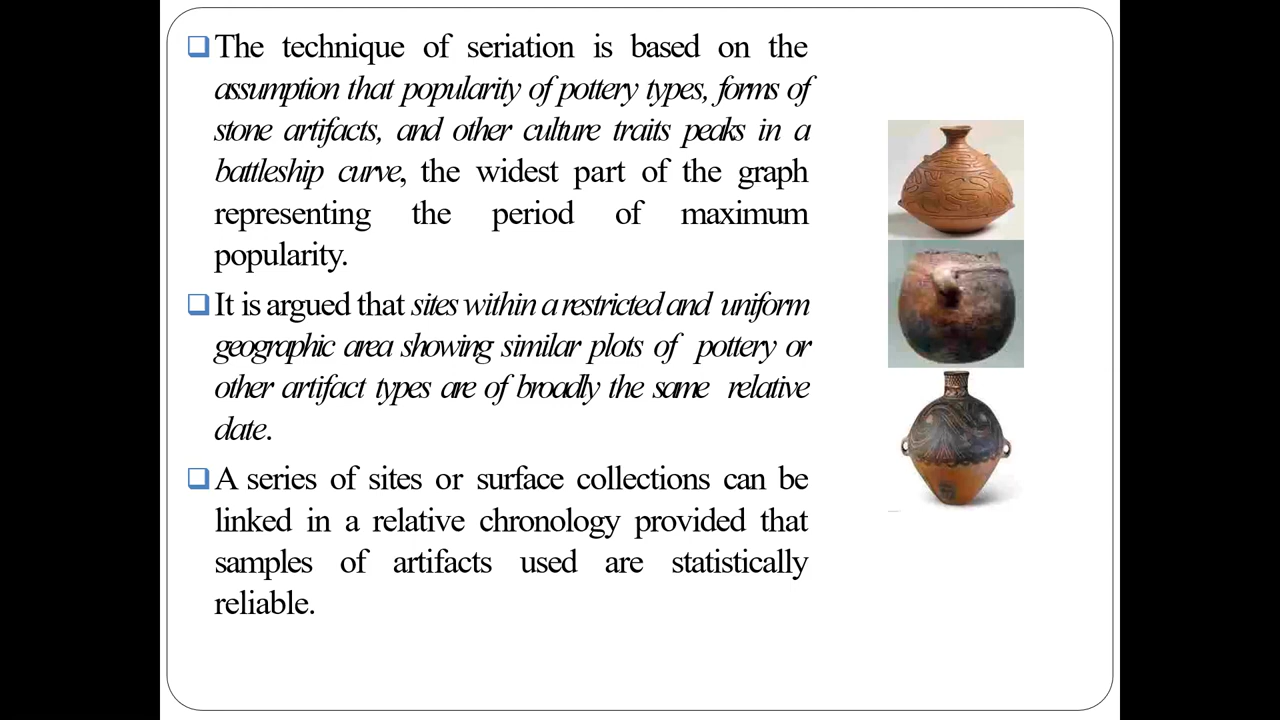 The technique of seriation is based on the
assumption that popularity of pottery types, forms of
stone artifacts, and other culture traits peaks in a
battleship curve, the widest part of the graph
representing the period of maximum
popularity.
It is argued that sites within a restricted and uniform
geographic area showing similar plots of pottery or
other artifact types are of broadly the same relative
date.
A series of sites or surface collections can be
linked in a relative chronology provided that
samples of artifacts used are statistically
reliable.